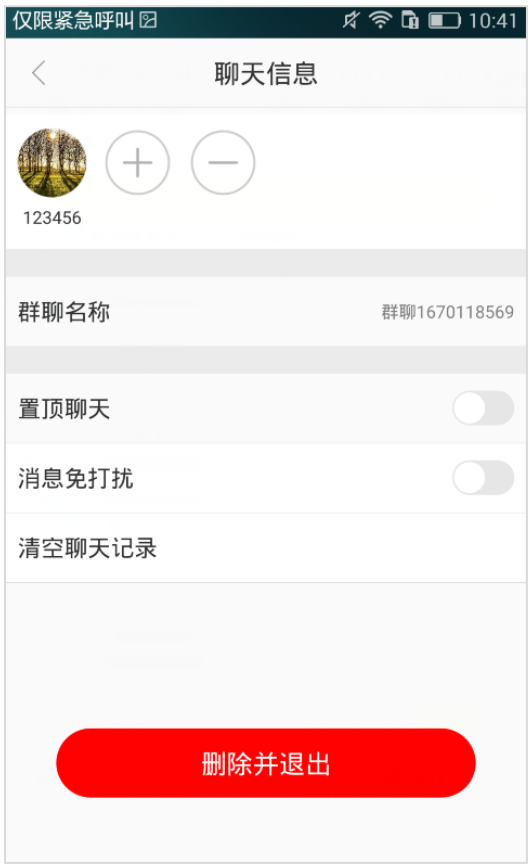 仅限紧急呼叫 10:41
聊天信息
123456
群聊名称 群聊1670118569
置顶聊天
消息免打扰
清空聊天记录
删除并退出